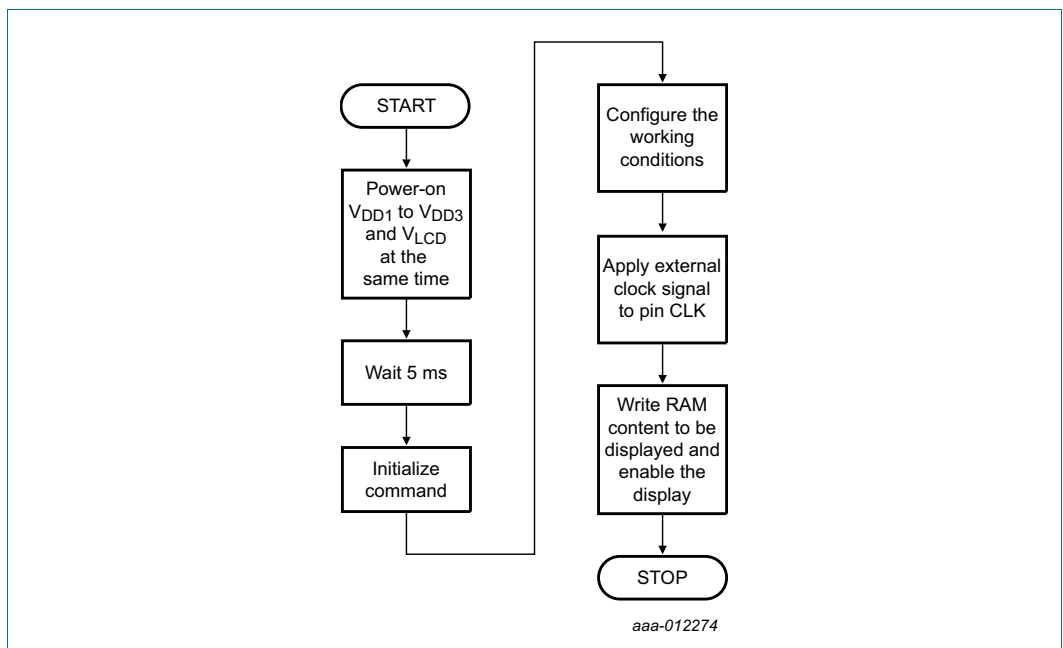 START
Power-on
VDD1 to VDD3
and VLCD
at the
same time
Wait 5 ms
Initialize
command
Configure the
working
conditions
Apply external
clock signal
to pin CLK
Write RAM
content to be
displayed and
enable the
display
STOP
aaa-012274